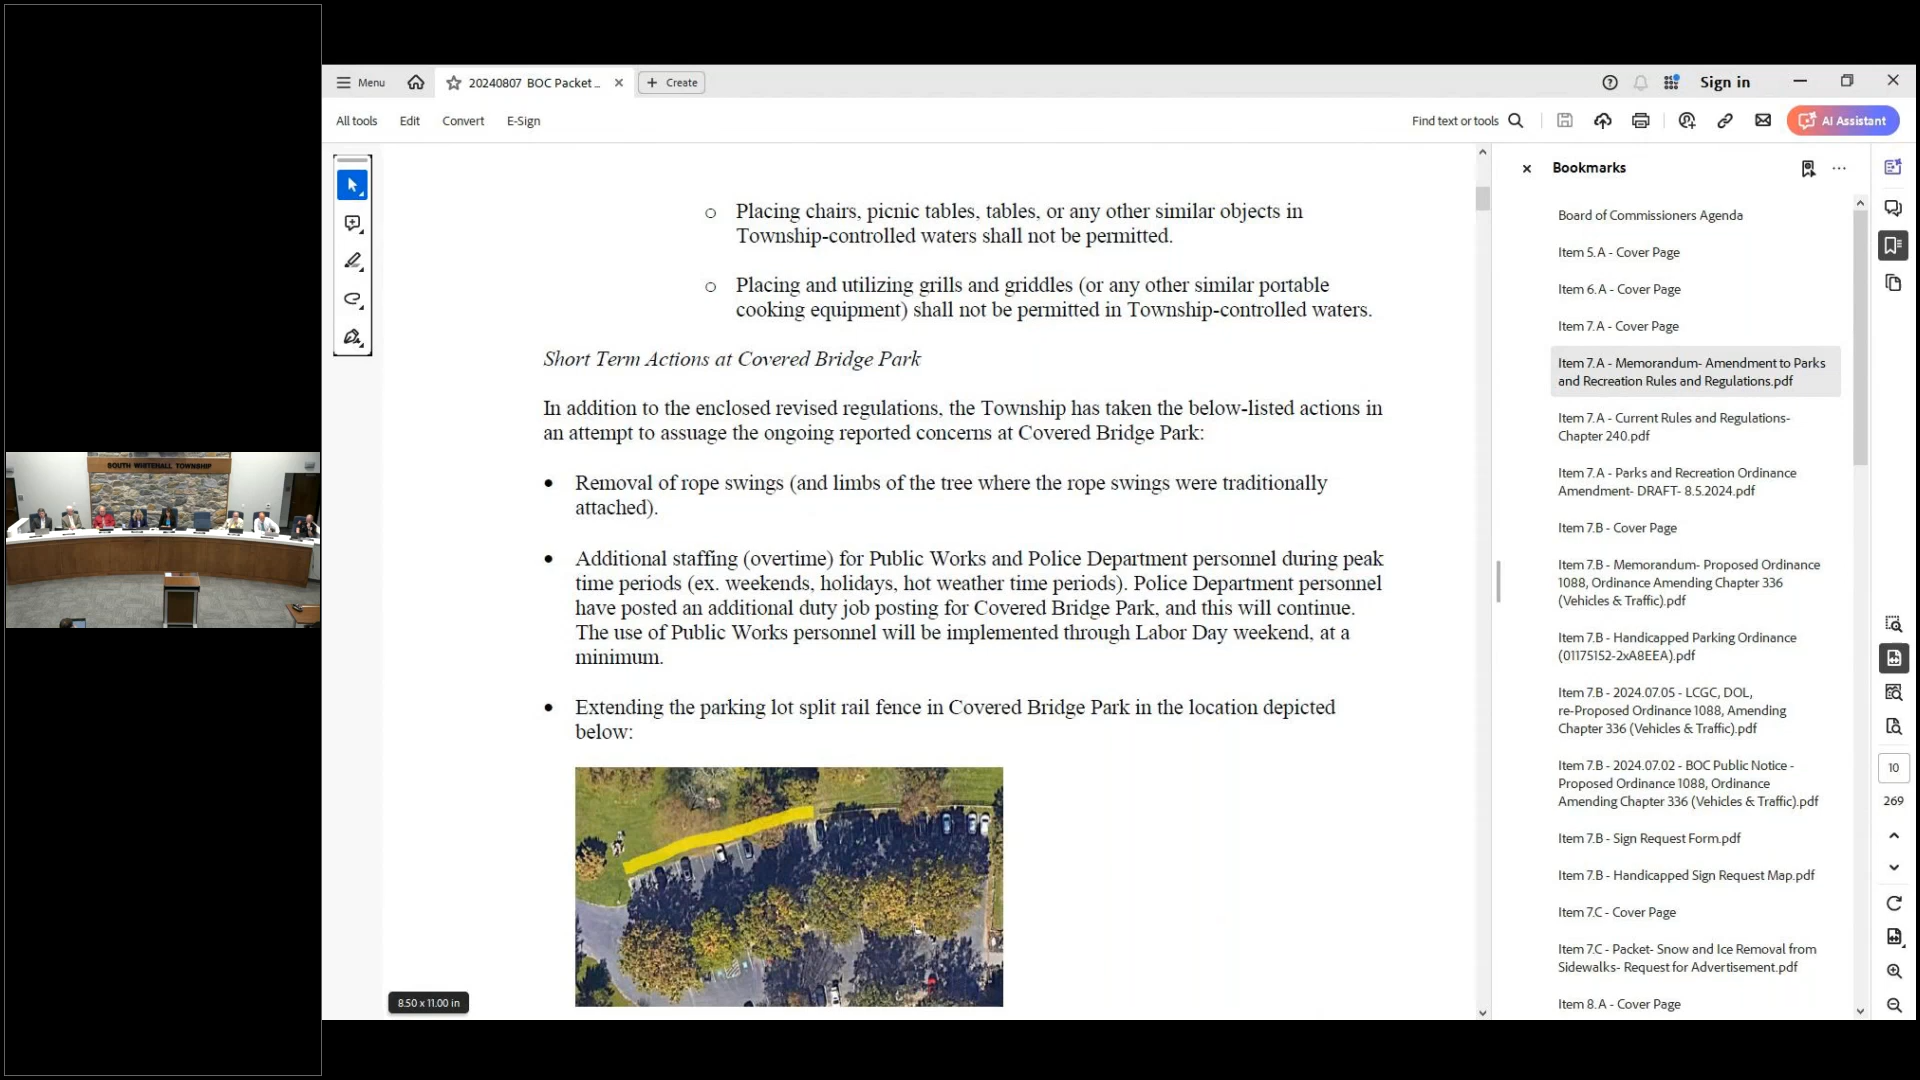 SOUTH WHITEHALL TOWNSHIP
Menu
20240807 BOC Packet ...
Create
Sign in
All tools
Edit
Convert
E-Sign
Find text or tools
AI Assistant
o Placing chairs, picnic tables, tables, or any other similar objects in
Township-controlled waters shall not be permitted.
o Placing and utilizing grills and griddles (or any other similar portable
cooking equipment) shall not be permitted in Township-controlled waters.
Short Term Actions at Covered Bridge Park
In addition to the enclosed revised regulations, the Township has taken the below-listed actions in
an attempt to assuage the ongoing reported concerns at Covered Bridge Park:
• Removal of rope swings (and limbs of the tree where the rope swings were traditionally
attached).
• Additional staffing (overtime) for Public Works and Police Department personnel during peak
time periods (ex. weekends, holidays, hot weather time periods). Police Department personnel
have posted an additional duty job posting for Covered Bridge Park, and this will continue.
The use of Public Works personnel will be implemented through Labor Day weekend, at a
minimum.
• Extending the parking lot split rail fence in Covered Bridge Park in the location depicted
below:
8.50 x 11.00 in
Bookmarks
Board of Commissioners Agenda
Item 5.A - Cover Page
Item 6.A - Cover Page
Item 7.A - Cover Page
Item 7.A - Memorandum- Amendment to Parks
and Recreation Rules and Regulations.pdf
Item 7.A - Current Rules and Regulations-
Chapter 240.pdf
Item 7.A - Parks and Recreation Ordinance
Amendment- DRAFT- 8.5.2024.pdf
Item 7.B - Cover Page
Item 7.B - Memorandum- Proposed Ordinance
1088, Ordinance Amending Chapter 336
(Vehicles & Traffic).pdf
Item 7.B - Handicapped Parking Ordinance
(01175152-2xA8EEA).pdf
Item 7.B - 2024.07.05 - LCGC, DOL,
re-Proposed Ordinance 1088, Amending
Chapter 336 (Vehicles & Traffic).pdf
Item 7.B - 2024.07.02 - BOC Public Notice -
Proposed Ordinance 1088, Ordinance
Amending Chapter 336 (Vehicles & Traffic).pdf
Item 7.B - Sign Request Form.pdf
Item 7.B - Handicapped Sign Request Map.pdf
Item 7.C - Cover Page
Item 7.C - Packet- Snow and Ice Removal from
Sidewalks- Request for Advertisement.pdf
Item 8.A - Cover Page
10
269